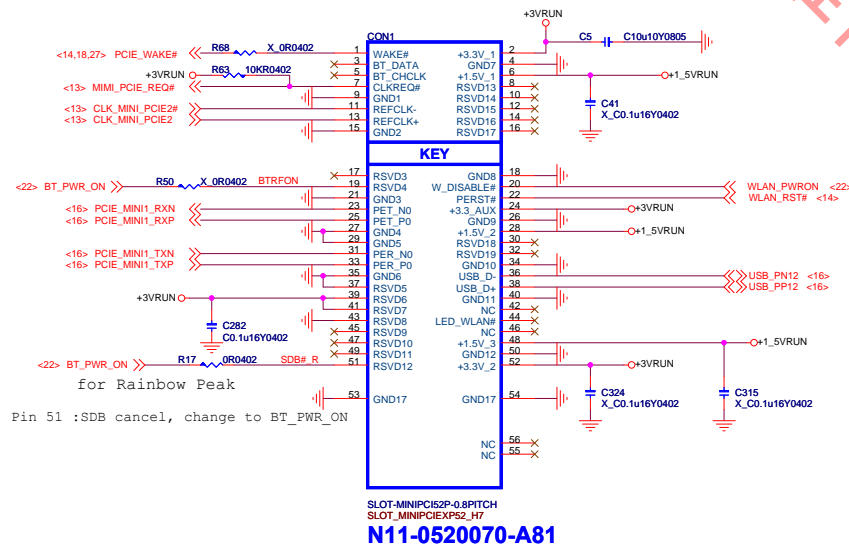 +3VRUN
CON1
C5 C10u10Y0805
R68 X_0R0402
<14,18,27> PCIE_WAKE# 1 WAKE# +3.3V_1 2
3 BT_DATA GND7 4
+3VRUN R63 10KR0402 5 BT_CHCLK +1.5V_1 6 +1_5VRUN
<13> MIMI_PCIE_REQ# 7 CLKREQ# RSVD13 8
9 GND1 RSVD14 10
<13> CLK_MINI_PCIE2# 11 REFCLK- RSVD15 12 C41
<13> CLK_MINI_PCIE2 13 REFCLK+ RSVD16 14 X_C0.1u16Y0402
15 GND2 RSVD17 16
KEY
17 RSVD3 GND8 18
<22> BT_PWR_ON R50 X_0R0402 BTRFON 19 RSVD4 W_DISABLE# 20 WLAN_PWRON <22>
21 GND3 PERST# 22 WLAN_RST# <14>
<16> PCIE_MINI1_RXN 23 PET_N0 +3.3_AUX 24 +3VRUN
<16> PCIE_MINI1_RXP 25 PET_P0 GND9 26
27 GND4 +1.5V_2 28 +1_5VRUN
29 GND5 RSVD18 30
<16> PCIE_MINI1_TXN 31 PER_N0 RSVD19 32
<16> PCIE_MINI1_TXP 33 PER_P0 GND10 34
35 GND6 USB_D- 36 USB_PN12 <16>
37 RSVD5 USB_D+ 38 USB_PP12 <16>
+3VRUN 39 RSVD6 GND11 40
41 RSVD7 NC 42
43 RSVD8 LED_WLAN# 44
C282 45 RSVD9 NC 46
C0.1u16Y0402 47 RSVD10 +1.5V_3 48 +1_5VRUN
49 RSVD11 GND12 50
<22> BT_PWR_ON R17 0R0402 SDB#_R 51 RSVD12 +3.3V_2 52 +3VRUN
for Rainbow Peak
C324 X_C0.1u16Y0402
C315 X_C0.1u16Y0402
53 GND17 GND17 54
Pin 51 :SDB cancel, change to BT_PWR_ON
NC 56
NC 55
SLOT-MINIPCI52P-0.8PITCH
SLOT_MINIPCIEXP52_H7
N11-0520070-A81